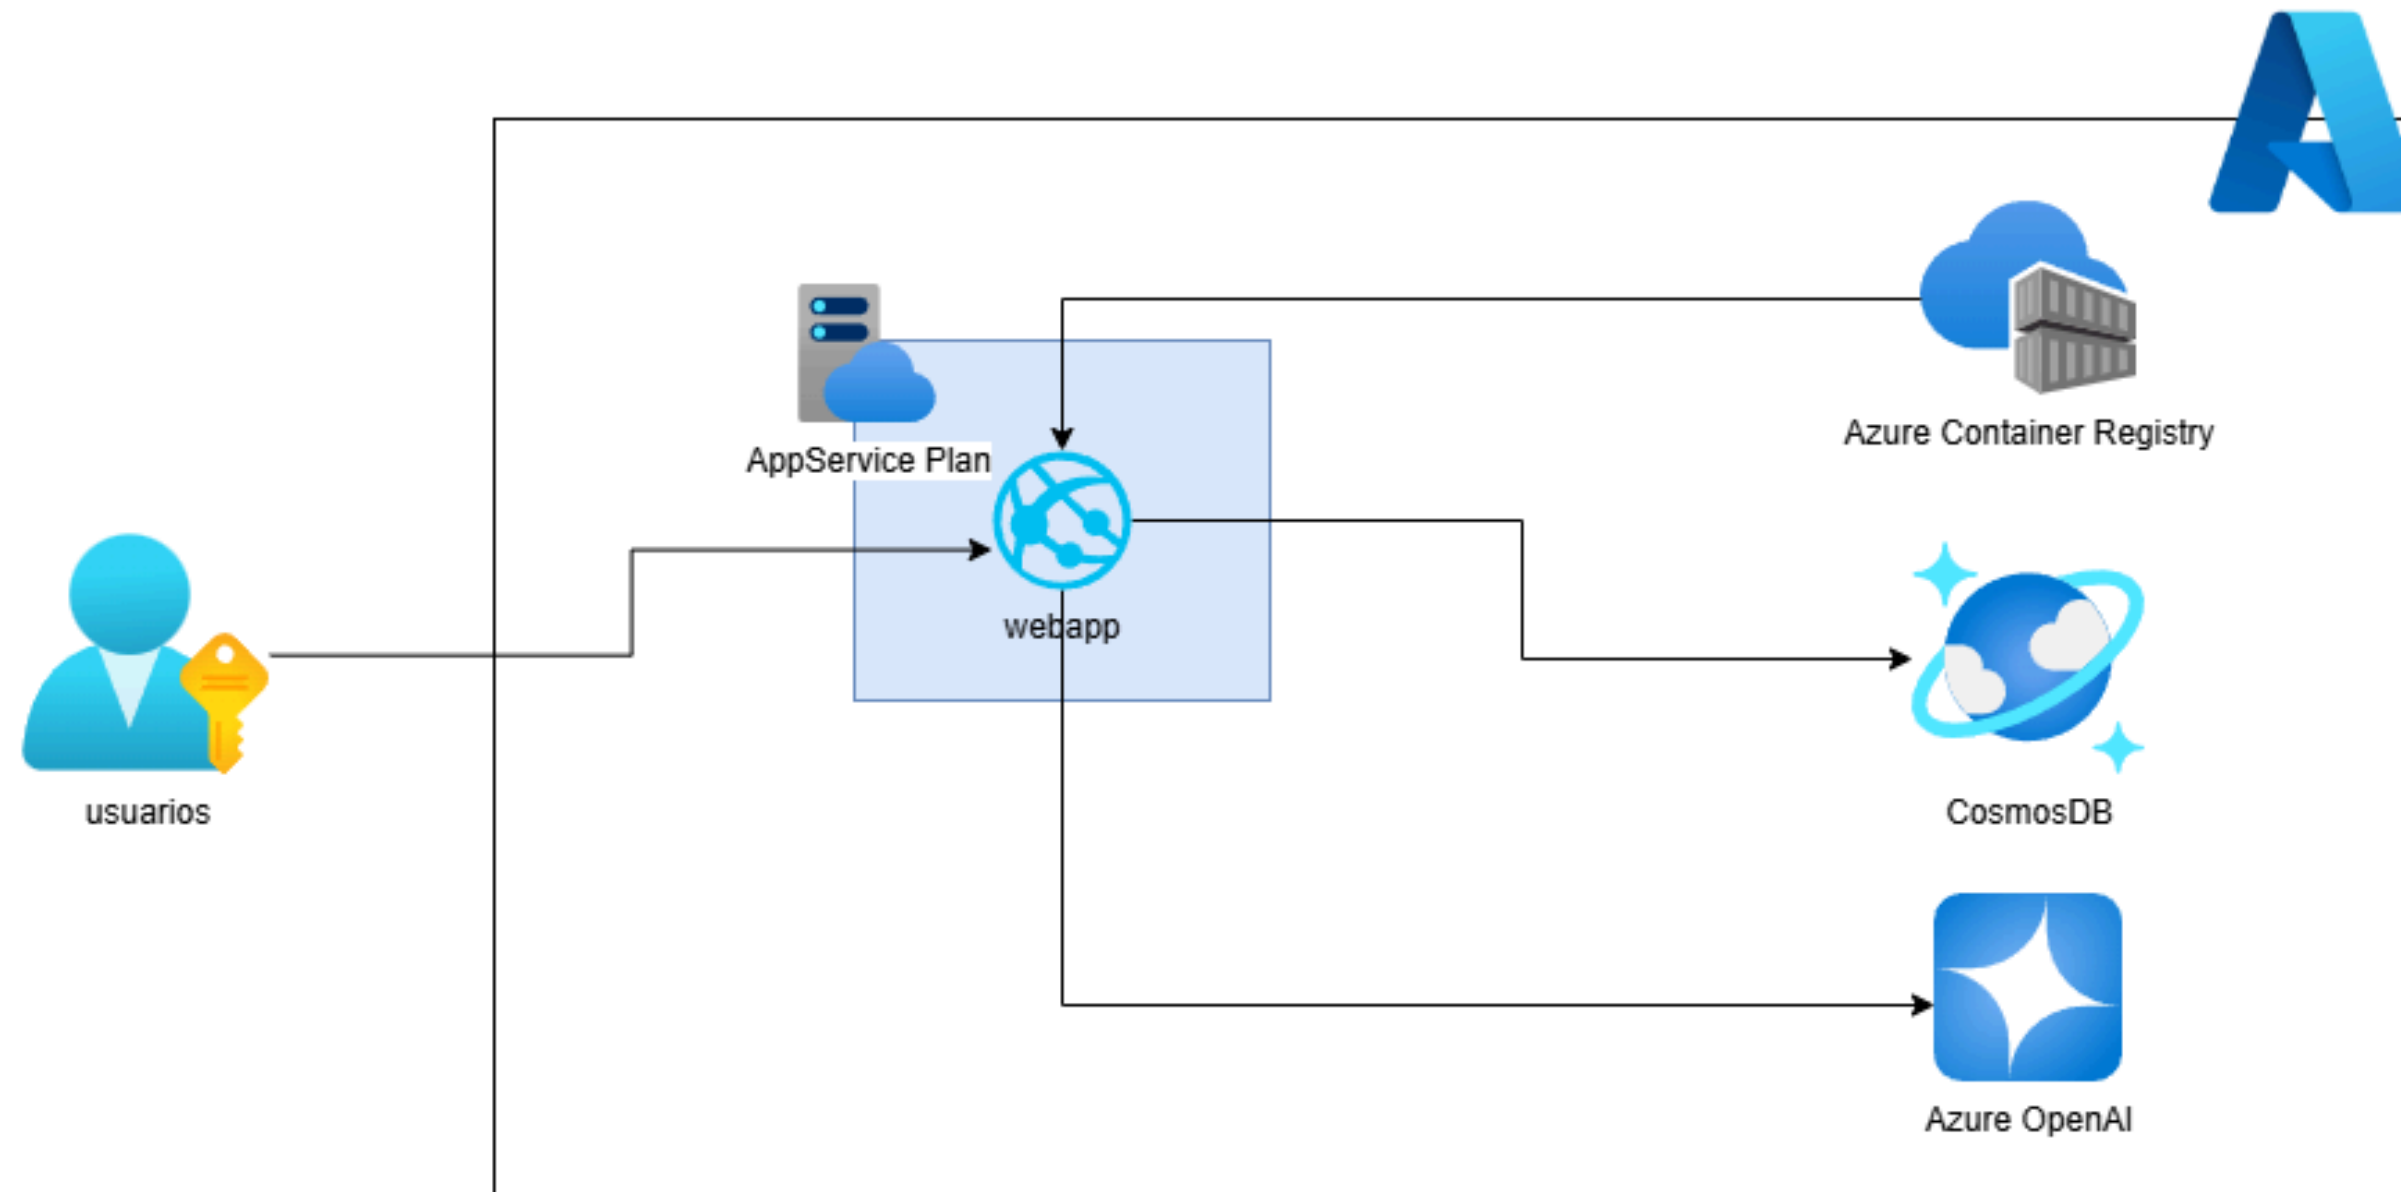 Azure Container Registry
AppService Plan
webapp
usuarios
CosmosDB
Azure OpenAI